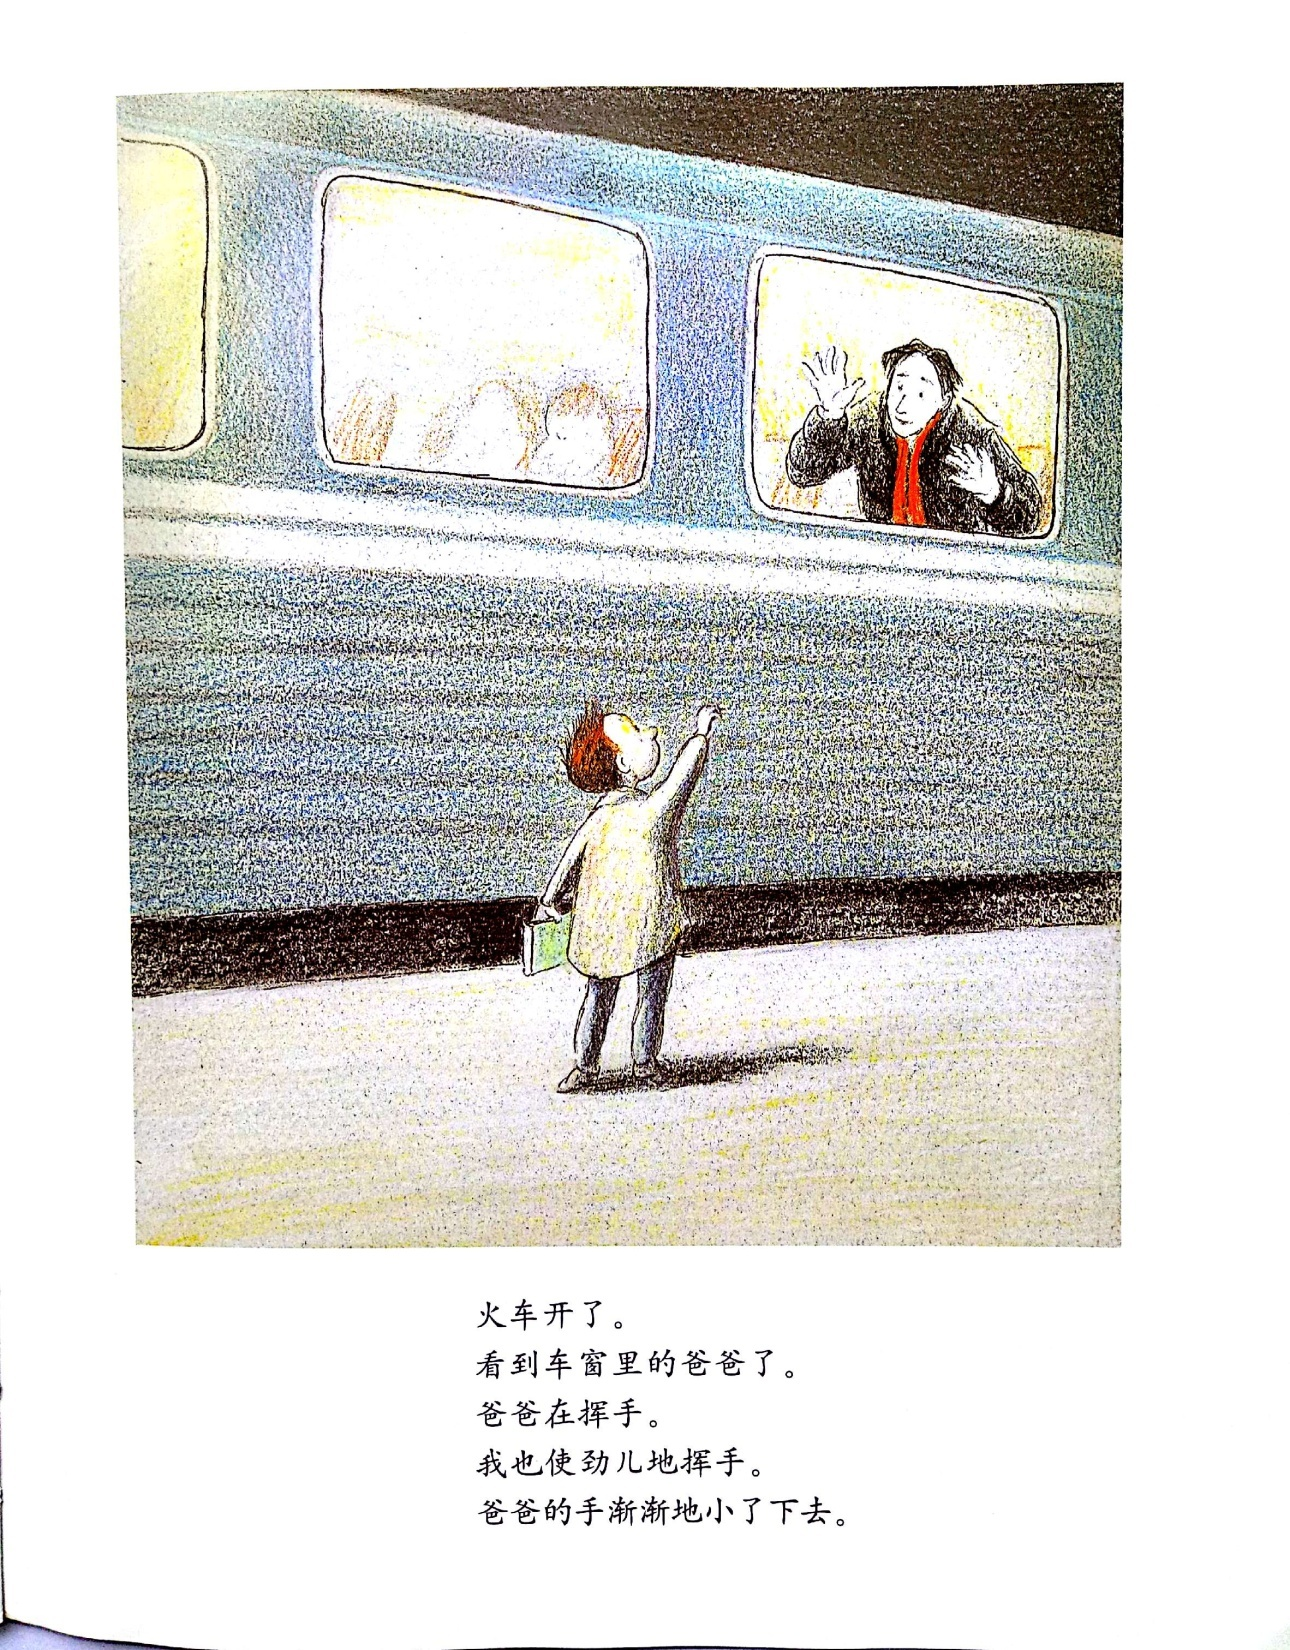 火车开了。
看到车窗里的爸爸了。
爸爸在挥手。
我也使劲儿地挥手。
爸爸的手渐渐地小了下去。